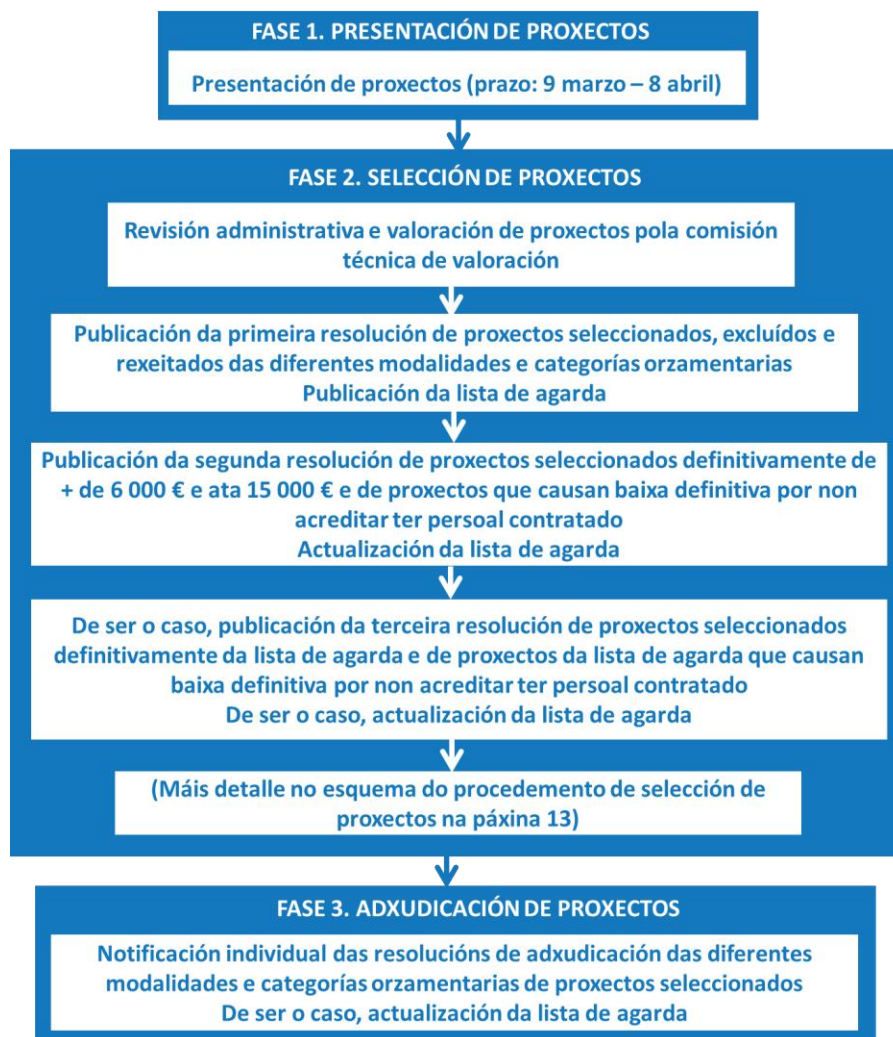 FASE 1. PRESENTACIÓN DE PROXECTOS
Presentación de proxectos (prazo: 9 marzo – 8 abril)
FASE 2. SELECCIÓN DE PROXECTOS
Revisión administrativa e valoración de proxectos pola comisión
técnica de valoración
Publicación da primeira resolución de proxectos seleccionados, excluídos e
rexeitados das diferentes modalidades e categorías orzamentarias
Publicación da lista de agarda
Publicación da segunda resolución de proxectos seleccionados definitivamente de
+ de 6 000 € e ata 15 000 € e de proxectos que causan baixa definitiva por non
acreditar ter persoal contratado
Actualización da lista de agarda
De ser o caso, publicación da terceira resolución de proxectos seleccionados
definitivamente da lista de agarda e de proxectos da lista de agarda que causan
baixa definitiva por non acreditar ter persoal contratado
De ser o caso, actualización da lista de agarda
(Máis detalle no esquema do procedemento de selección de
proxectos na páxina 13)
FASE 3. ADXUDICACIÓN DE PROXECTOS
Notificación individual das resolucións de adxudicación das diferentes
modalidades e categorías orzamentarias de proxectos seleccionados
De ser o caso, actualización da lista de agarda